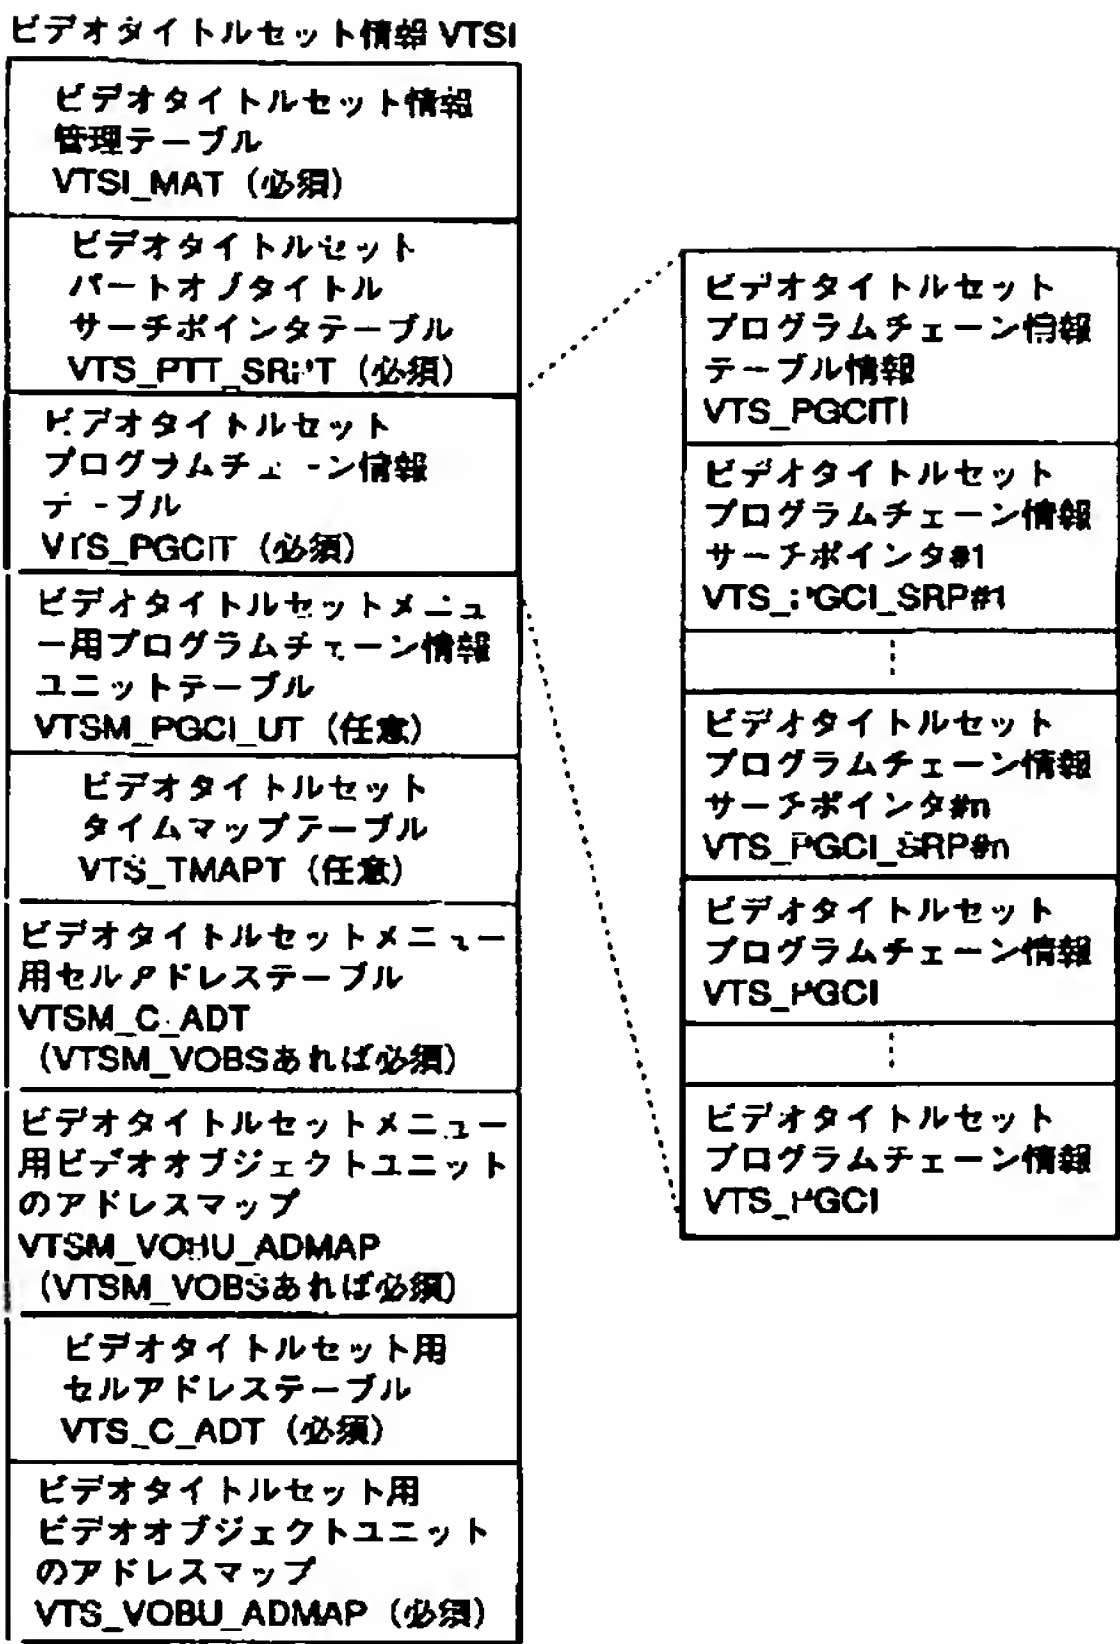 ビデオタイトルセット情報 VTSI
ビデオタイトルセット情報
管理テーブル
VTSI_MAT（必須）
ビデオタイトルセット
パートオブタイトル
サーチポインタテーブル
VTS_PTT_SRPT（必須）
ビデオタイトルセット
プログラムチェーン情報
テーブル
VTS_PGCIT（必須）
ビデオタイトルセットメニュ
ー用プログラムチェーン情報
ユニットテーブル
VTSM_PGCI_UT（任意）
ビデオタイトルセット
タイムマップテーブル
VTS_TMAPT（任意）
ビデオタイトルセットメニュー
用セルアドレステーブル
VTSM_C_ADT
（VTSM_VOBSあれば必須）
ビデオタイトルセットメニュー
用ビデオオブジェクトユニット
のアドレスマップ
VTSM_VOBU_ADMAP
（VTSM_VOBSあれば必須）
ビデオタイトルセット用
セルアドレステーブル
VTS_C_ADT（必須）
ビデオタイトルセット用
ビデオオブジェクトユニット
のアドレスマップ
VTS_VOBU_ADMAP（必須）
ビデオタイトルセット
プログラムチェーン情報
テーブル情報
VTS_PGCITI
ビデオタイトルセット
プログラムチェーン情報
サーチポインタ#1
VTS_PGCI_SRP#1
ビデオタイトルセット
プログラムチェーン情報
サーチポインタ#n
VTS_PGCI_SRP#n
ビデオタイトルセット
プログラムチェーン情報
VTS_PGCI
ビデオタイトルセット
プログラムチェーン情報
VTS_PGCI